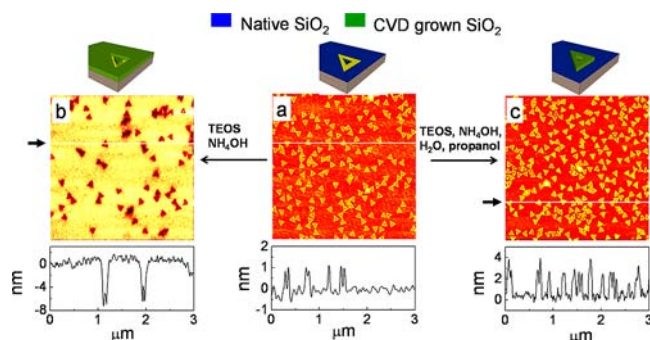 Native SiO₂ CVD grown SiO₂
b
a
c
TEOS
NH₄OH
TEOS, NH₄OH,
H₂O, propanol
nm
0
-4
-8
0 1 2 3
μm
nm
2
1
0
-1
0 1 2 3
μm
nm
4
2
0
0 1 2 3
μm